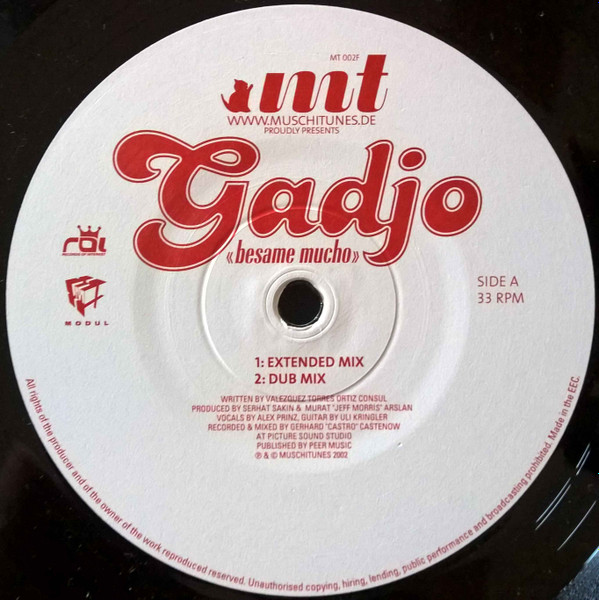 MT 002F
mt
WWW.MUSCHITUNES.DE
PROUDLY PRESENTS
Gadjo
«besame mucho»
roi
RECORDS OF INTEREST
MODUL
SIDE A
33 RPM
1: EXTENDED MIX
2: DUB MIX
WRITTEN BY VALEZQUEZ TORRES ORTIZ CONSUL
PRODUCED BY SERHAT SAKIN & MURAT "JEFF MORRIS" ARSLAN
VOCALS BY ALEX PRINZ, GUITAR BY ULI KRINGLER
RECORDED & MIXED BY GERHARD "CASTRO" CASTENOW
AT PICTURE SOUND STUDIO
PUBLISHED BY PEER MUSIC
℗ & © MUSCHITUNES 2002
All rights of the producer and of the owner of the work reproduced reserved. Unauthorised copying, hiring, lending, public performance and broadcasting prohibited. Made in the EEC.